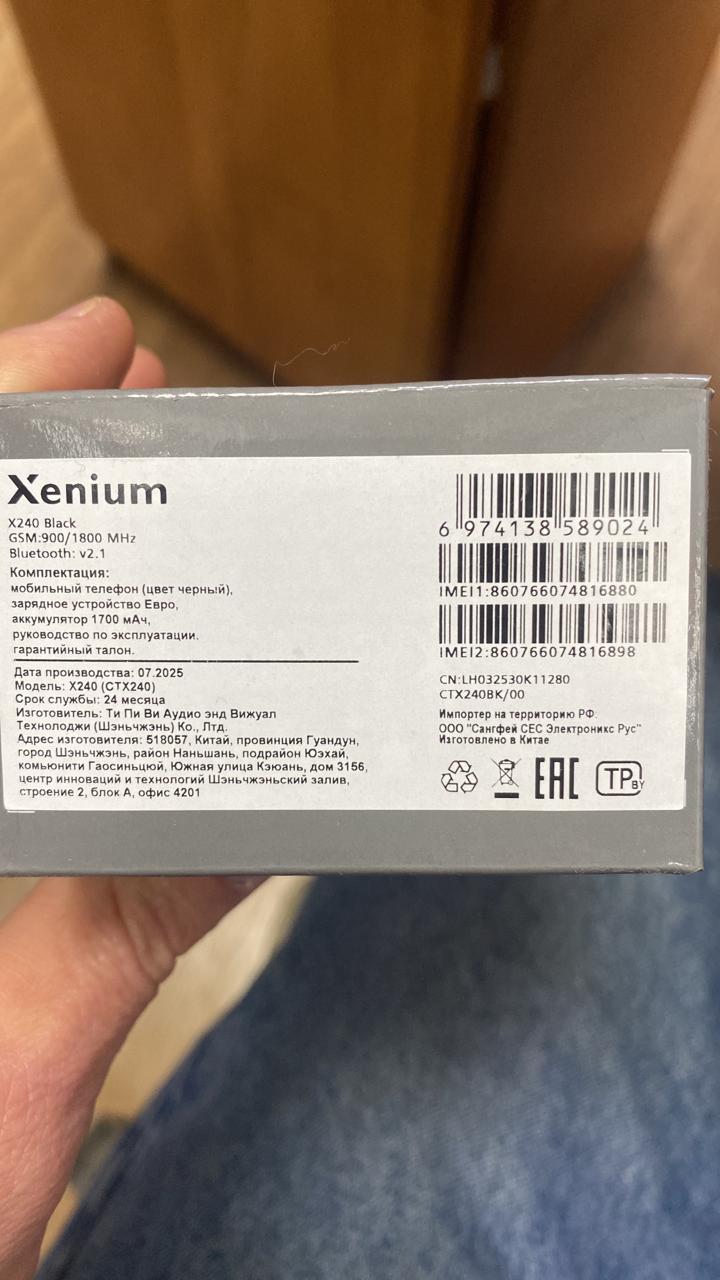 Xenium
X240 Black
GSM:900/1800 MHz
Bluetooth: v2.1
Комплектация:
мобильный телефон (цвет черный),
зарядное устройство Евро,
аккумулятор 1700 мАч,
руководство по эксплуатации.
гарантийный талон.
Дата производства: 07.2025
Модель: X240 (CTX240)
Срок службы: 24 месяца
Изготовитель: Ти Пи Ви Аудио энд Вижуал
Технолоджи (Шэньчжэнь) Ко., Лтд.
Адрес изготовителя: 518057, Китай, провинция Гуандун,
город Шэньчжэнь, район Наньшань, подрайон Юэхай,
комьюнити Гаосиньцюй, Южная улица Кэюань, дом 3156,
центр инноваций и технологий Шэньчжэньский залив,
строение 2, блок А, офис 4201
6 974138 589024
IMEI1:860766074816880
IMEI2:860766074816898
CN:LH032530K11280
CTX240BK/00
Импортер на территорию РФ:
ООО "Сангфей СЕС Электроникс Рус"
Изготовлено в Китае
EAC
TP BY